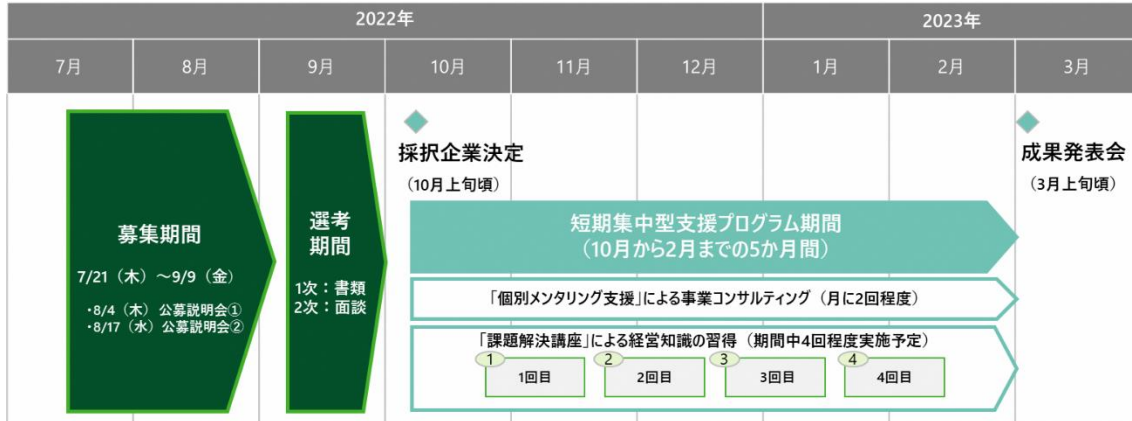 2022年
2023年
7月
8月
9月
10月
11月
12月
1月
2月
3月
募集期間
7/21（木）～9/9（金）
・8/4（木）公募説明会①
・8/17（水）公募説明会②
選考
期間
1次：書類
2次：面談
採択企業決定
（10月上旬頃）
成果発表会
（3月上旬頃）
短期集中型支援プログラム期間
（10月から2月までの5か月間）
「個別メンタリング支援」による事業コンサルティング（月に2回程度）
「課題解決講座」による経営知識の習得（期間中4回程度実施予定）
1
1回目
2
2回目
3
3回目
4
4回目